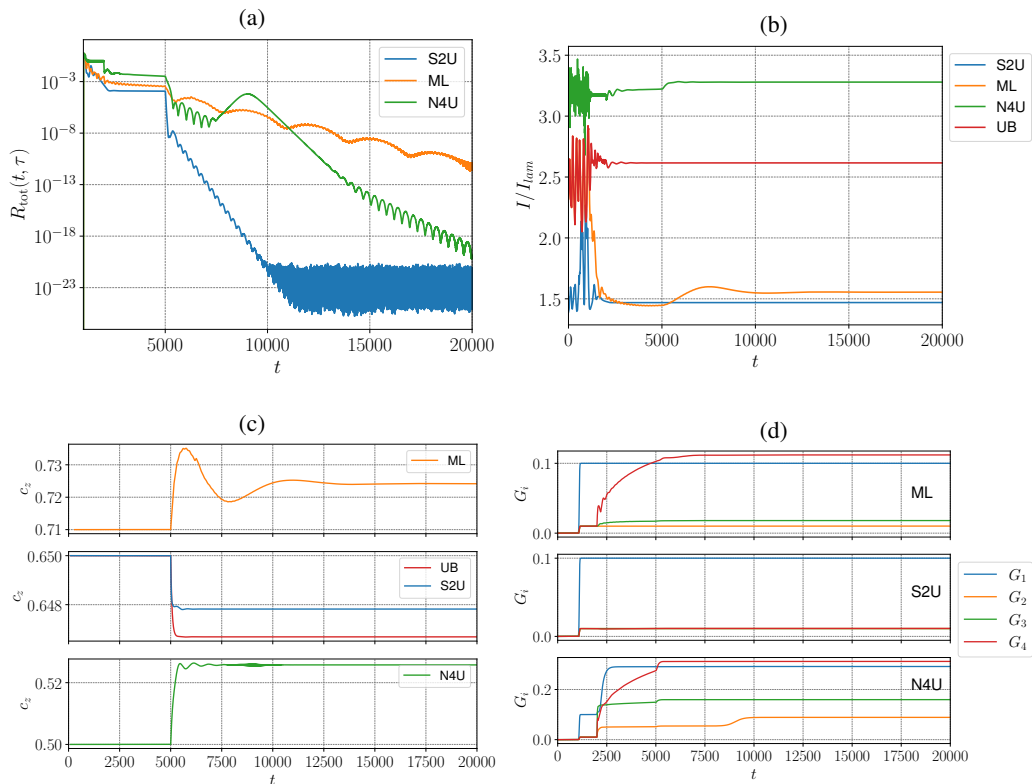 (a)
R_tot(t, τ)
10^−3
10^−8
10^−13
10^−18
10^−23
5000 10000 15000 20000
t
S2U
ML
N4U
(b)
I/I_lam
3.5
3.0
2.5
2.0
1.5
0 5000 10000 15000 20000
t
S2U
ML
N4U
UB
(c)
c_z
0.73
0.72
0.71
ML
c_z
0.650
0.648
UB
S2U
c_z
0.52
0.50
N4U
0 2500 5000 7500 10000 12500 15000 17500 20000
t
(d)
G_i
0.1
0.0
ML
G_i
0.1
0.0
S2U
G_i
0.2
0.0
N4U
0 2500 5000 7500 10000 12500 15000 17500 20000
t
G_1
G_2
G_3
G_4